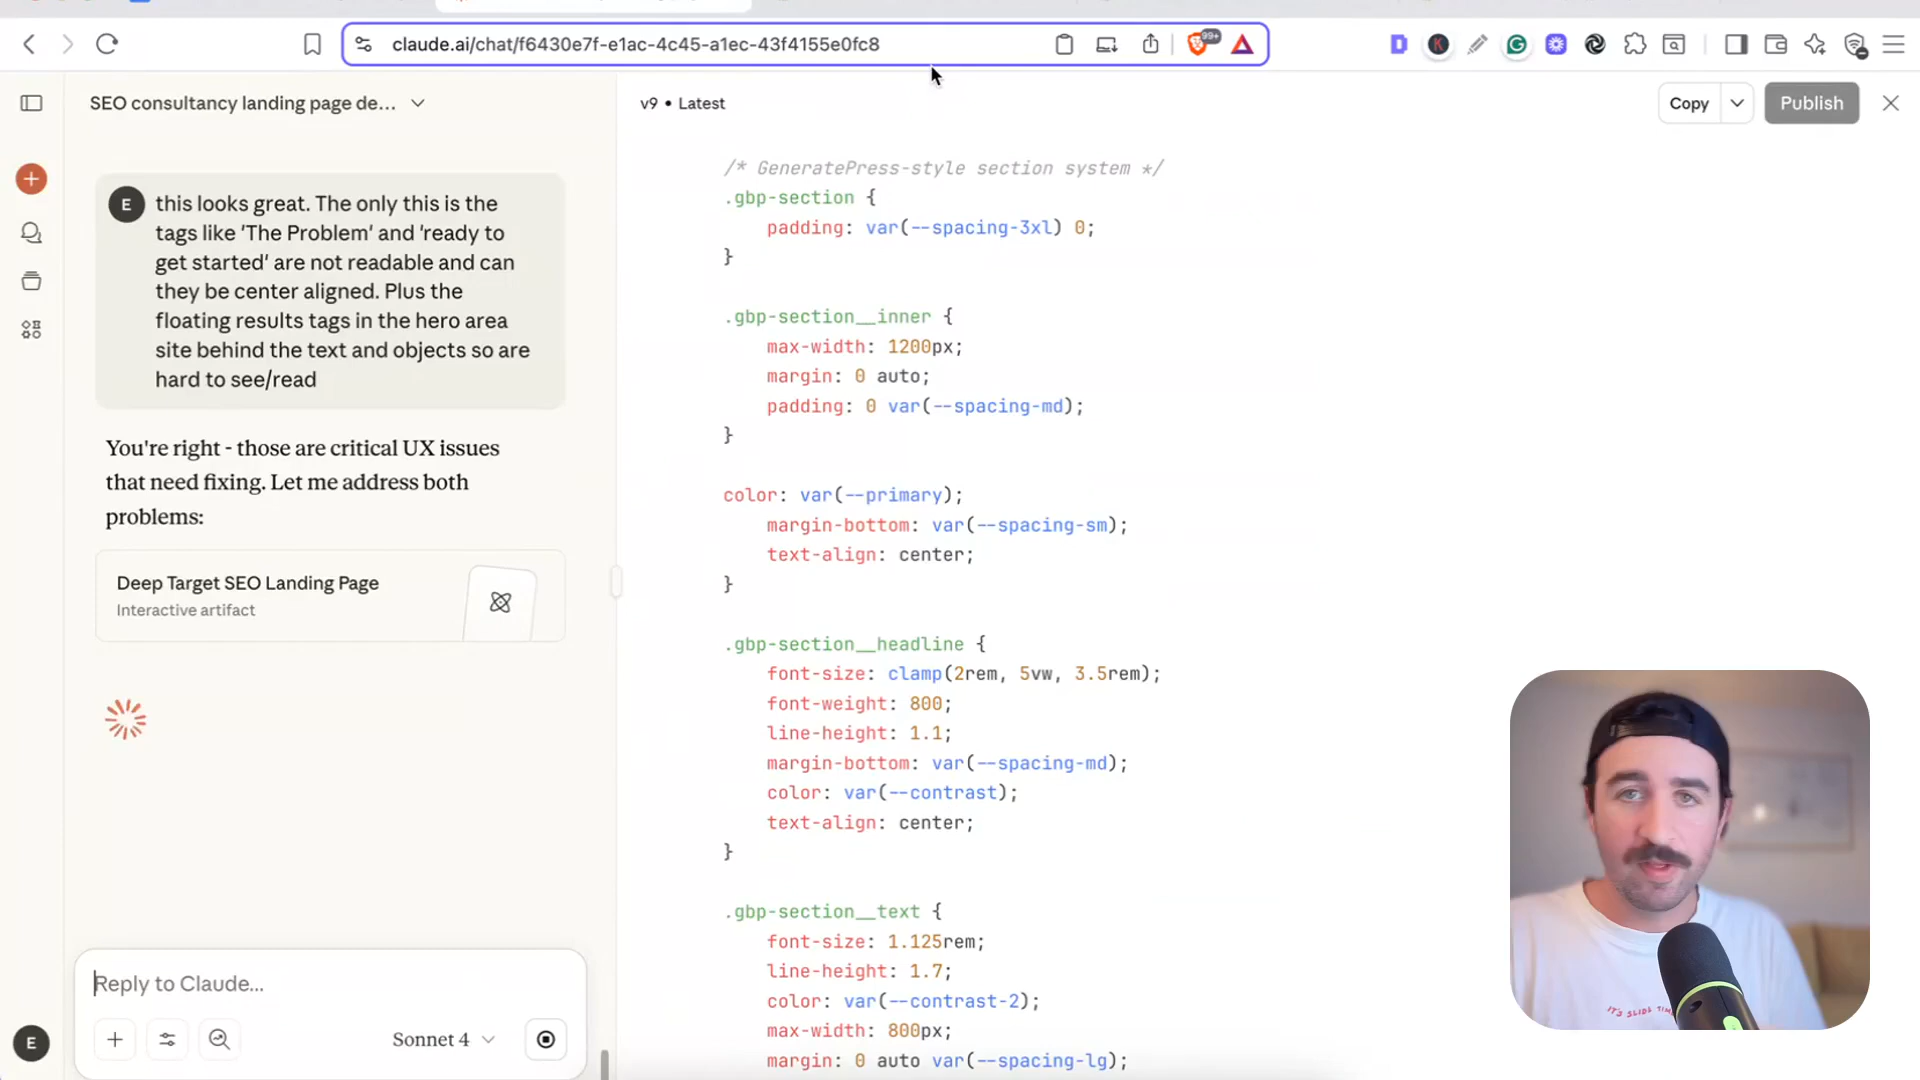 claude.ai/chat/f6430e7f-e1ac-4c45-a1ec-43f4155e0fc8
99+
SEO consultancy landing page de...
v9 • Latest
Copy
Publish
E
this looks great. The only this is the
tags like 'The Problem' and 'ready to
get started' are not readable and can
they be center aligned. Plus the
floating results tags in the hero area
site behind the text and objects so are
hard to see/read
You're right - those are critical UX issues
that need fixing. Let me address both
problems:
Deep Target SEO Landing Page
Interactive artifact
Reply to Claude...
Sonnet 4
E
/* GeneratePress-style section system */
.gbp-section {
padding: var(--spacing-3xl) 0;
}
.gbp-section__inner {
max-width: 1200px;
margin: 0 auto;
padding: 0 var(--spacing-md);
}
color: var(--primary);
margin-bottom: var(--spacing-sm);
text-align: center;
}
.gbp-section__headline {
font-size: clamp(2rem, 5vw, 3.5rem);
font-weight: 800;
line-height: 1.1;
margin-bottom: var(--spacing-md);
color: var(--contrast);
text-align: center;
}
.gbp-section__text {
font-size: 1.125rem;
line-height: 1.7;
color: var(--contrast-2);
max-width: 800px;
margin: 0 auto var(--spacing-lg);
IT'S SLIDE